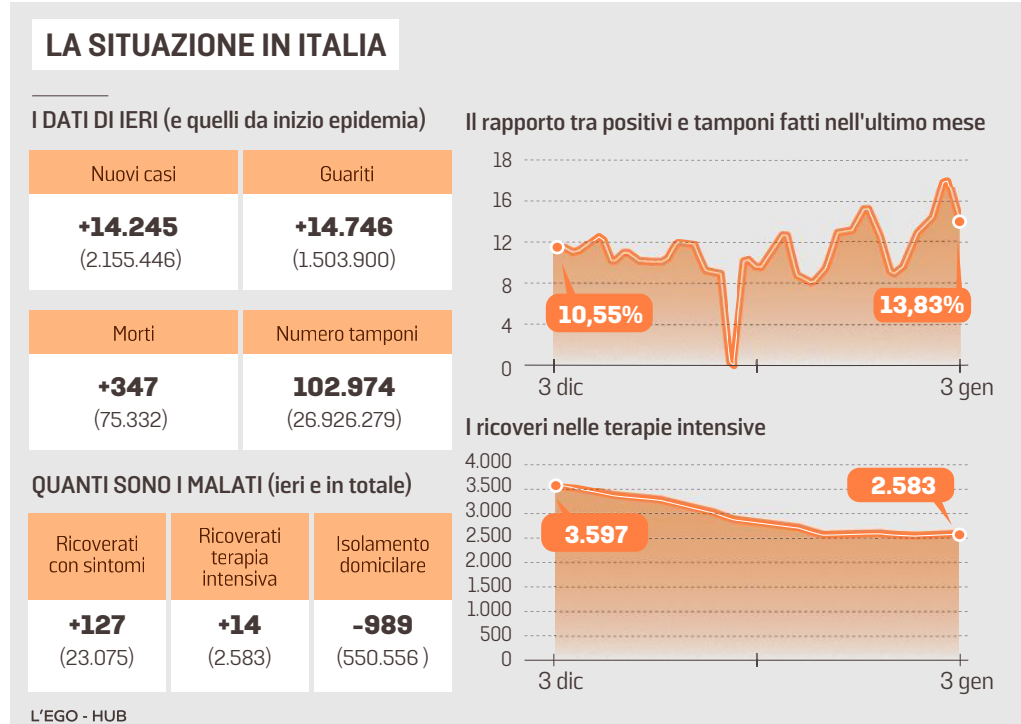 LA SITUAZIONE IN ITALIA
I DATI DI IERI (e quelli da inizio epidemia)
Nuovi casi
Guariti
+14.245
(2.155.446)
+14.746
(1.503.900)
Morti
Numero tamponi
+347
(75.332)
102.974
(26.926.279)
QUANTI SONO I MALATI (ieri e in totale)
Ricoverati
con sintomi
Ricoverati
terapia
intensiva
Isolamento
domicilare
+127
(23.075)
+14
(2.583)
-989
(550.556 )
Il rapporto tra positivi e tamponi fatti nell'ultimo mese
18
16
12
8
4
0
10,55%
13,83%
3 dic
3 gen
I ricoveri nelle terapie intensive
4.000
3.500
3.000
2.500
2.000
1.500
1.000
500
0
3.597
2.583
3 dic
3 gen
L'EGO - HUB